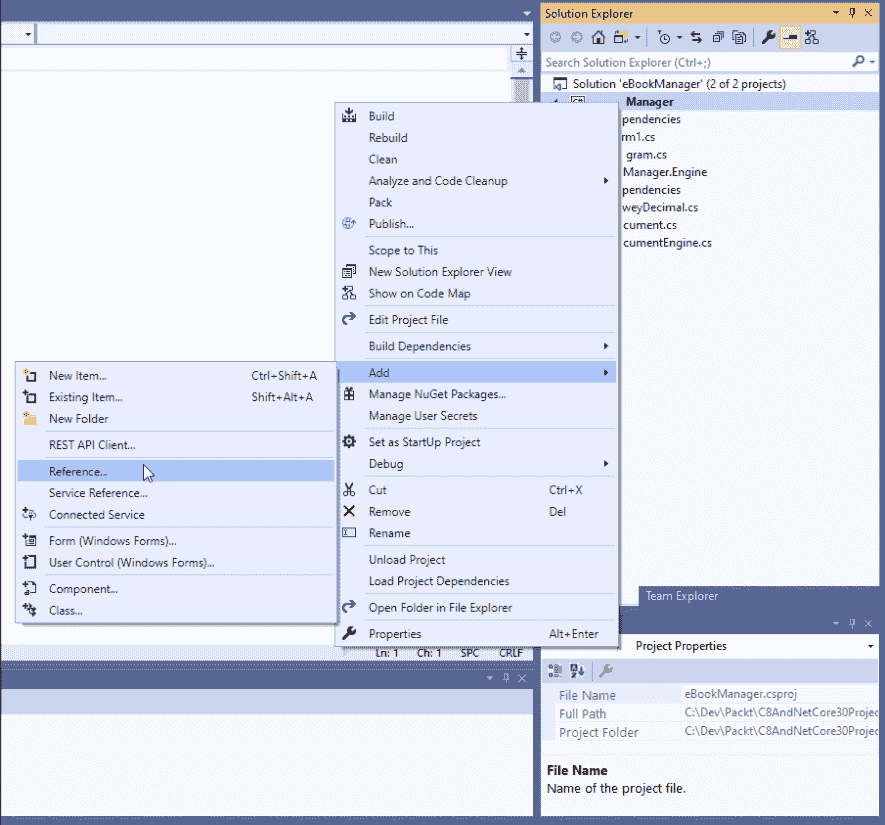 Solution Explorer
Search Solution Explorer (Ctrl+;)
Solution 'eBookManager' (2 of 2 projects)
Manager
pendencies
rm1.cs
gram.cs
Manager.Engine
pendencies
weyDecimal.cs
cument.cs
cumentEngine.cs
Build
Rebuild
Clean
Analyze and Code Cleanup
Pack
Publish...
Scope to This
New Solution Explorer View
Show on Code Map
Edit Project File
Build Dependencies
Add
Manage NuGet Packages...
Manage User Secrets
Set as StartUp Project
Debug
Cut Ctrl+X
Remove Del
Rename
Unload Project
Load Project Dependencies
Open Folder in File Explorer
Properties Alt+Enter
New Item... Ctrl+Shift+A
Existing Item... Shift+Alt+A
New Folder
REST API Client...
Reference...
Service Reference...
Connected Service
Form (Windows Forms)...
User Control (Windows Forms)...
Component...
Class...
Ln: 1 Ch: 1 SPC CRLF
Team Explorer
Project Properties
File Name eBookManager.csproj
Full Path C:\Dev\Packt\C8AndNetCore30Projec
Project Folder C:\Dev\Packt\C8AndNetCore30Projec
File Name
Name of the project file.